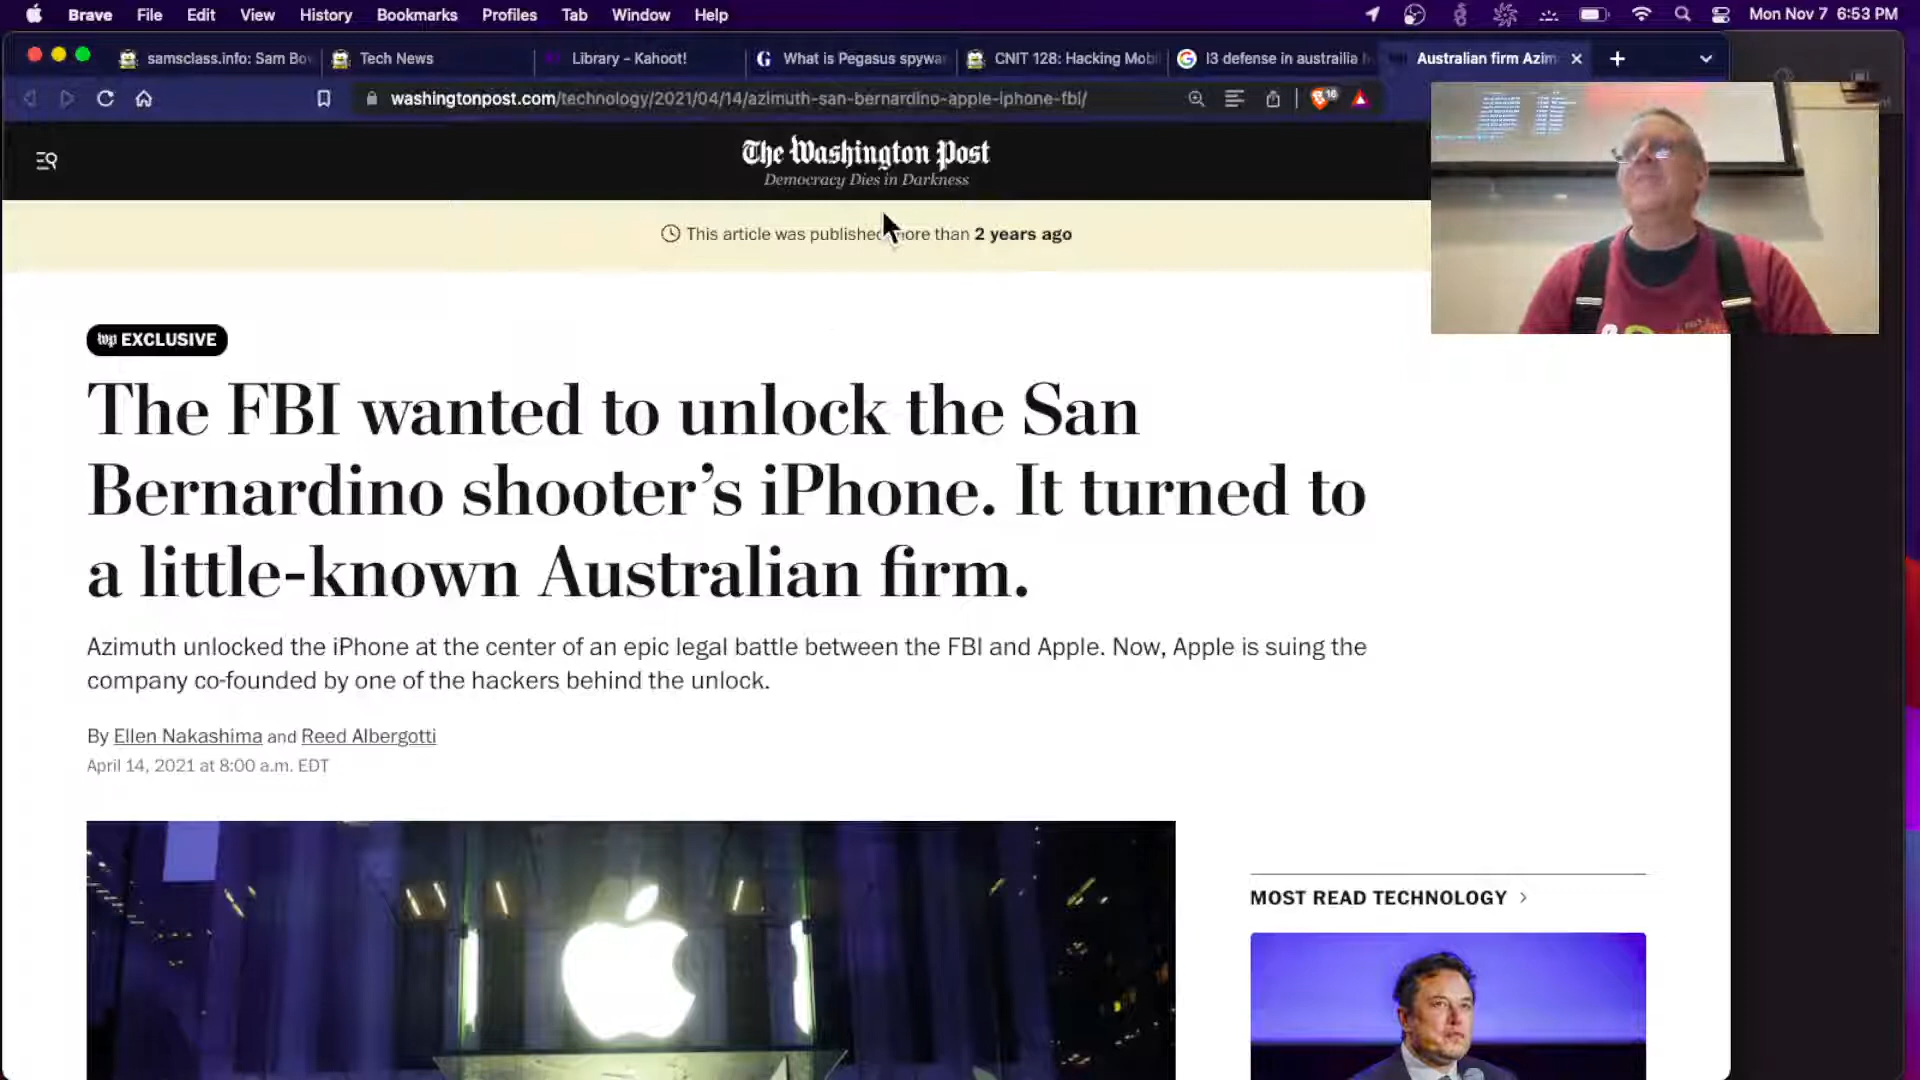 Brave File Edit View History Bookmarks Profiles Tab Window Help Mon Nov 7 6:53 PM
samsclass.info: Sam Bo Tech News Library – Kahoot! What is Pegasus spywa CNIT 128: Hacking Mobi l3 defense in austrailia Australian firm Azim
washingtonpost.com/technology/2021/04/14/azimuth-san-bernardino-apple-iphone-fbi/ 16
The Washington Post
Democracy Dies in Darkness
This article was published more than 2 years ago
wp EXCLUSIVE
The FBI wanted to unlock the San
Bernardino shooter’s iPhone. It turned to
a little-known Australian firm.
Azimuth unlocked the iPhone at the center of an epic legal battle between the FBI and Apple. Now, Apple is suing the
company co-founded by one of the hackers behind the unlock.
By Ellen Nakashima and Reed Albergotti
April 14, 2021 at 8:00 a.m. EDT
MOST READ TECHNOLOGY